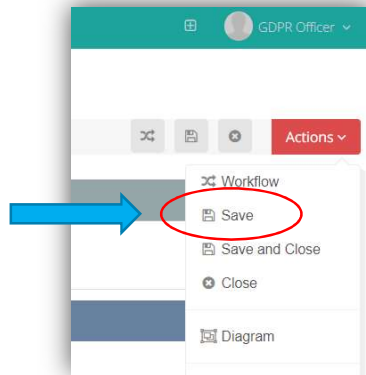 GDPR Officer
Actions
Workflow
Save
Save and Close
Close
Diagram